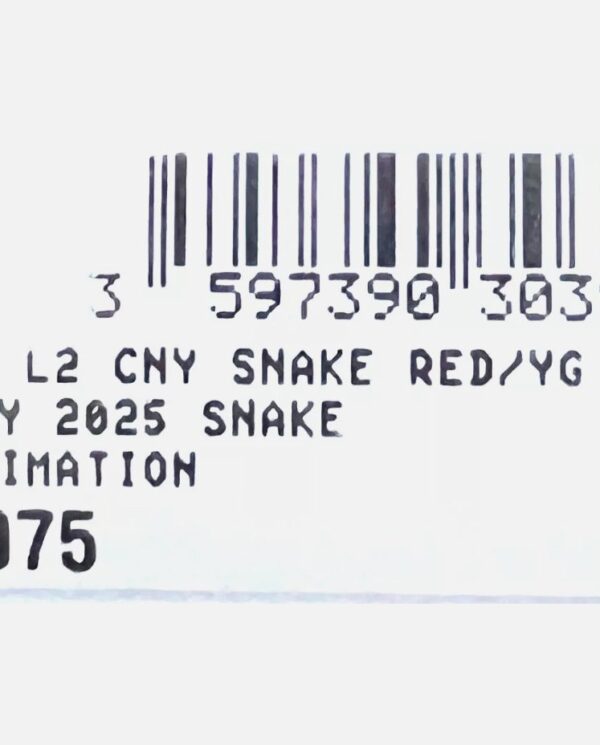 3 597390 303
L2 CNY SNAKE RED/YG
Y 2025 SNAKE
IMATION
075